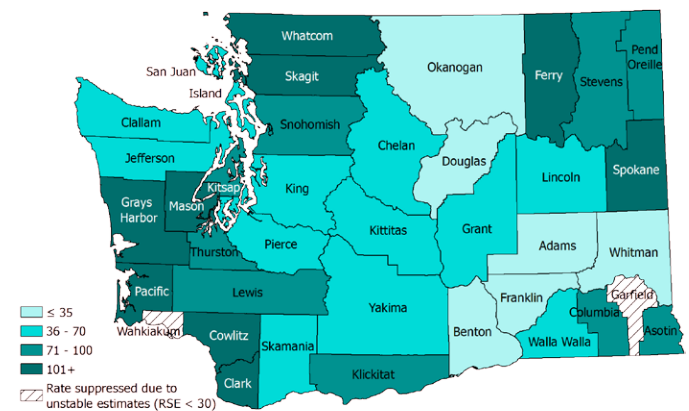 Whatcom
Pend
Oreille
San Juan
Okanogan
Skagit
Ferry
Stevens
Island
Clallam
Snohomish
Chelan
Douglas
Jefferson
Spokane
Lincoln
Kitsap
King
Grays
Harbor
Mason
Kittitas
Grant
Pierce
Adams
Whitman
Thurston
Pacific
Lewis
Franklin
Garfield
Columbia
Yakima
Asotin
Wahkiakum
Cowlitz
Benton
Skamania
Walla Walla
Klickitat
Clark
≤ 35
36 - 70
71 - 100
101+
Rate suppressed due to
unstable estimates (RSE < 30)